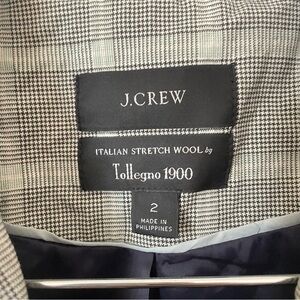 J.CREW
ITALIAN STRETCH WOOL by
Tollegno 1900
2
MADE IN
PHILIPPINES